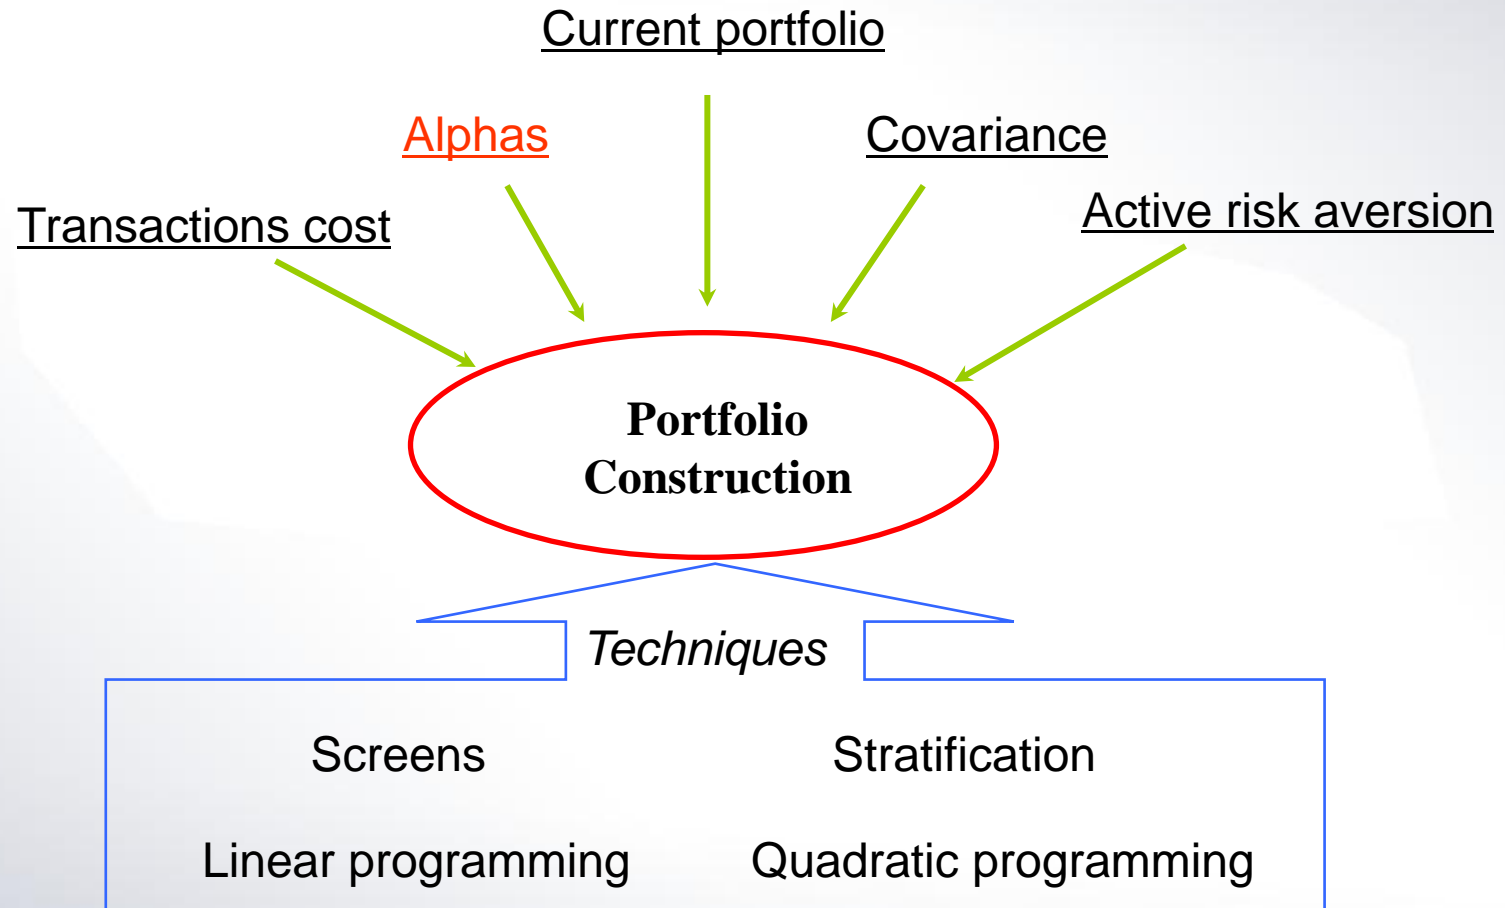 Current portfolio
Alphas
Covariance
Transactions cost
Active risk aversion
Portfolio
Construction
Techniques
Screens
Stratification
Linear programming
Quadratic programming